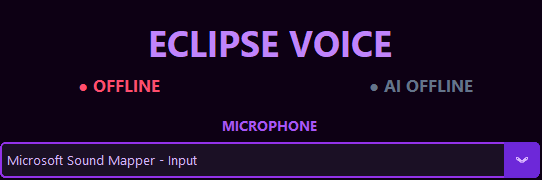 ECLIPSE VOICE
● OFFLINE ● AI OFFLINE
MICROPHONE
Microsoft Sound Mapper - Input